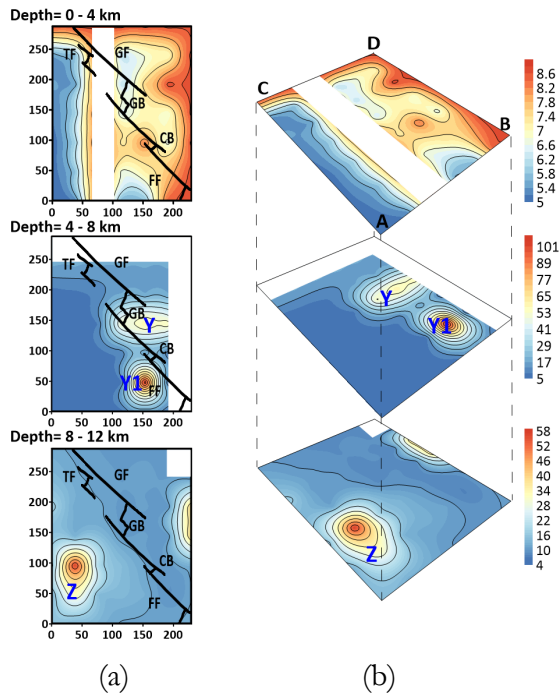 Depth= 0 - 4 km
250
200
150
100
50
0
0 50 100 150 200
TF
GF
GB
CB
FF
Depth= 4 - 8 km
250
200
150
100
50
0
0 50 100 150 200
TF
GF
GB
Y
CB
Y1
FF
Depth= 8 - 12 km
250
200
150
100
50
0
0 50 100 150 200
TF
GF
GB
CB
Z
FF
(a)
D
C
B
A
8.6
8.2
7.8
7.4
7
6.6
6.2
5.8
5.4
5
Y
Y1
101
89
77
65
53
41
29
17
5
Z
58
52
46
40
34
28
22
16
10
4
(b)